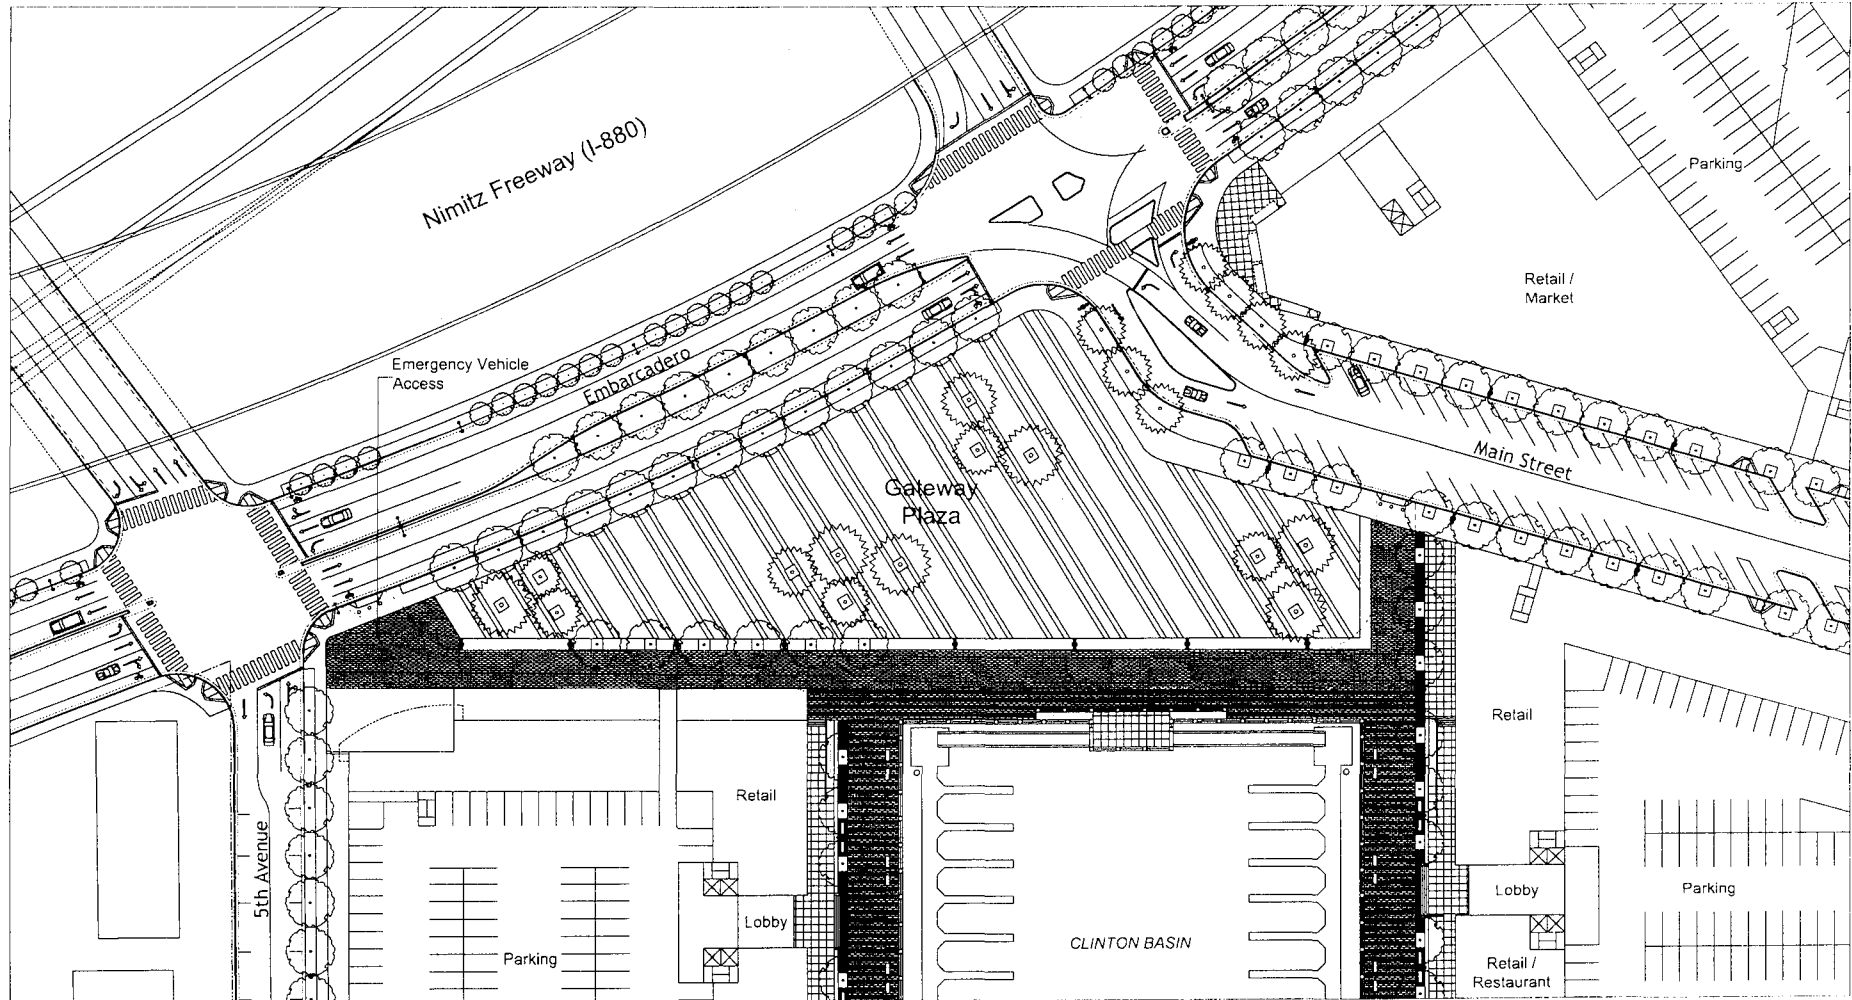 Nimitz Freeway (I-880)
Parking
Retail /
Market
Emergency Vehicle
Access
Embarcadero
Main Street
Gateway
Plaza
Retail
Retail
5th Avenue
Lobby
Parking
Lobby
Parking
CLINTON BASIN
Retail /
Restaurant